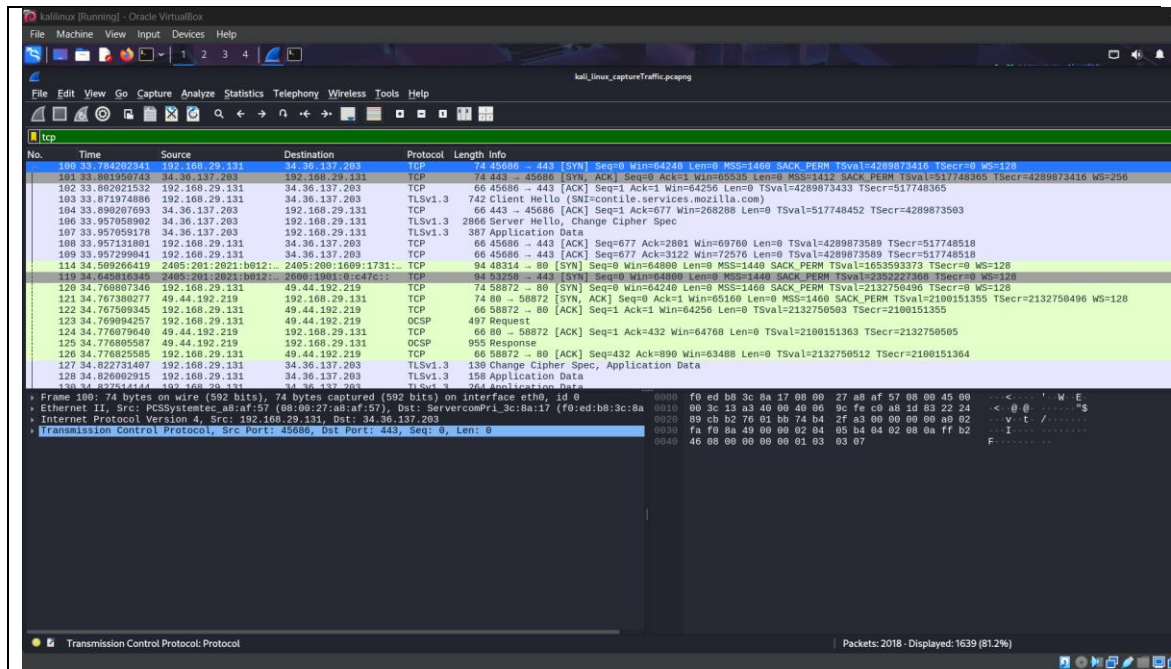 kalilinux [Running] - Oracle VirtualBox
File Machine View Input Devices Help
1 2 3 4
kali_linux_captureTraffic.pcapng
File Edit View Go Capture Analyze Statistics Telephony Wireless Tools Help
tcp
No. Time Source Destination Protocol Length Info
100 33.784202341 192.168.29.131 34.36.137.203 TCP 74 45686 → 443 [SYN] Seq=0 Win=64240 Len=0 MSS=1460 SACK_PERM TSval=4289873416 TSecr=0 WS=128
101 33.801950743 34.36.137.203 192.168.29.131 TCP 74 443 → 45686 [SYN, ACK] Seq=0 Ack=1 Win=65535 Len=0 MSS=1412 SACK_PERM TSval=517748365 TSecr=4289873416 WS=256
102 33.802021532 192.168.29.131 34.36.137.203 TCP 66 45686 → 443 [ACK] Seq=1 Ack=1 Win=64256 Len=0 TSval=4289873433 TSecr=517748365
103 33.871974886 192.168.29.131 34.36.137.203 TLSv1.3 742 Client Hello (SNI=contile.services.mozilla.com)
104 33.890207693 34.36.137.203 192.168.29.131 TCP 66 443 → 45686 [ACK] Seq=1 Ack=677 Win=268288 Len=0 TSval=517748452 TSecr=4289873503
106 33.957058902 34.36.137.203 192.168.29.131 TLSv1.3 2866 Server Hello, Change Cipher Spec
107 33.957059178 34.36.137.203 192.168.29.131 TLSv1.3 387 Application Data
108 33.957131801 192.168.29.131 34.36.137.203 TCP 66 45686 → 443 [ACK] Seq=677 Ack=2801 Win=69760 Len=0 TSval=4289873589 TSecr=517748518
109 33.957299041 192.168.29.131 34.36.137.203 TCP 66 45686 → 443 [ACK] Seq=677 Ack=3122 Win=72576 Len=0 TSval=4289873589 TSecr=517748518
114 34.509266419 2405:201:2021:b012:… 2405:200:1609:1731:… TCP 94 48314 → 80 [SYN] Seq=0 Win=64800 Len=0 MSS=1440 SACK_PERM TSval=1653593373 TSecr=0 WS=128
119 34.645816345 2405:201:2021:b012:… 2600:1901:0:c47c:: TCP 94 53258 → 443 [SYN] Seq=0 Win=64800 Len=0 MSS=1440 SACK_PERM TSval=2352227368 TSecr=0 WS=128
120 34.760807346 192.168.29.131 49.44.192.219 TCP 74 58872 → 80 [SYN] Seq=0 Win=64240 Len=0 MSS=1460 SACK_PERM TSval=2132750496 TSecr=0 WS=128
121 34.767380277 49.44.192.219 192.168.29.131 TCP 74 80 → 58872 [SYN, ACK] Seq=0 Ack=1 Win=65160 Len=0 MSS=1460 SACK_PERM TSval=2100151355 TSecr=2132750496 WS=128
122 34.767509345 192.168.29.131 49.44.192.219 TCP 66 58872 → 80 [ACK] Seq=1 Ack=1 Win=64256 Len=0 TSval=2132750503 TSecr=2100151355
123 34.769094257 192.168.29.131 49.44.192.219 OCSP 497 Request
124 34.776079640 49.44.192.219 192.168.29.131 TCP 66 80 → 58872 [ACK] Seq=1 Ack=432 Win=64768 Len=0 TSval=2100151363 TSecr=2132750505
125 34.776805587 49.44.192.219 192.168.29.131 OCSP 955 Response
126 34.776825585 192.168.29.131 49.44.192.219 TCP 66 58872 → 80 [ACK] Seq=432 Ack=890 Win=63488 Len=0 TSval=2132750512 TSecr=2100151364
127 34.822731407 192.168.29.131 34.36.137.203 TLSv1.3 130 Change Cipher Spec, Application Data
128 34.826002915 192.168.29.131 34.36.137.203 TLSv1.3 158 Application Data
130 34.827514144 192.168.29.131 34.36.137.203 TLSv1.3 264 Application Data
Frame 100: 74 bytes on wire (592 bits), 74 bytes captured (592 bits) on interface eth0, id 0
Ethernet II, Src: PCSSystemtec_a8:af:57 (08:00:27:a8:af:57), Dst: ServercomPri_3c:8a:17 (f0:ed:b8:3c:8a
Internet Protocol Version 4, Src: 192.168.29.131, Dst: 34.36.137.203
Transmission Control Protocol, Src Port: 45686, Dst Port: 443, Seq: 0, Len: 0
0000 f0 ed b8 3c 8a 17 08 00 27 a8 af 57 08 00 45 00 ···<···· '··W··E·
0010 00 3c 13 a3 40 00 40 06 9c fe c0 a8 1d 83 22 24 ·<··@·@· ······"$
0020 89 cb b2 76 01 bb 74 b4 2f a3 00 00 00 00 a0 02 ···v··t· /·······
0030 fa f0 8a 49 00 00 02 04 05 b4 04 02 08 0a ff b2 ···I···· ········
0040 46 08 00 00 00 00 01 03 03 07 F······· ··
Transmission Control Protocol: Protocol
Packets: 2018 · Displayed: 1639 (81.2%)